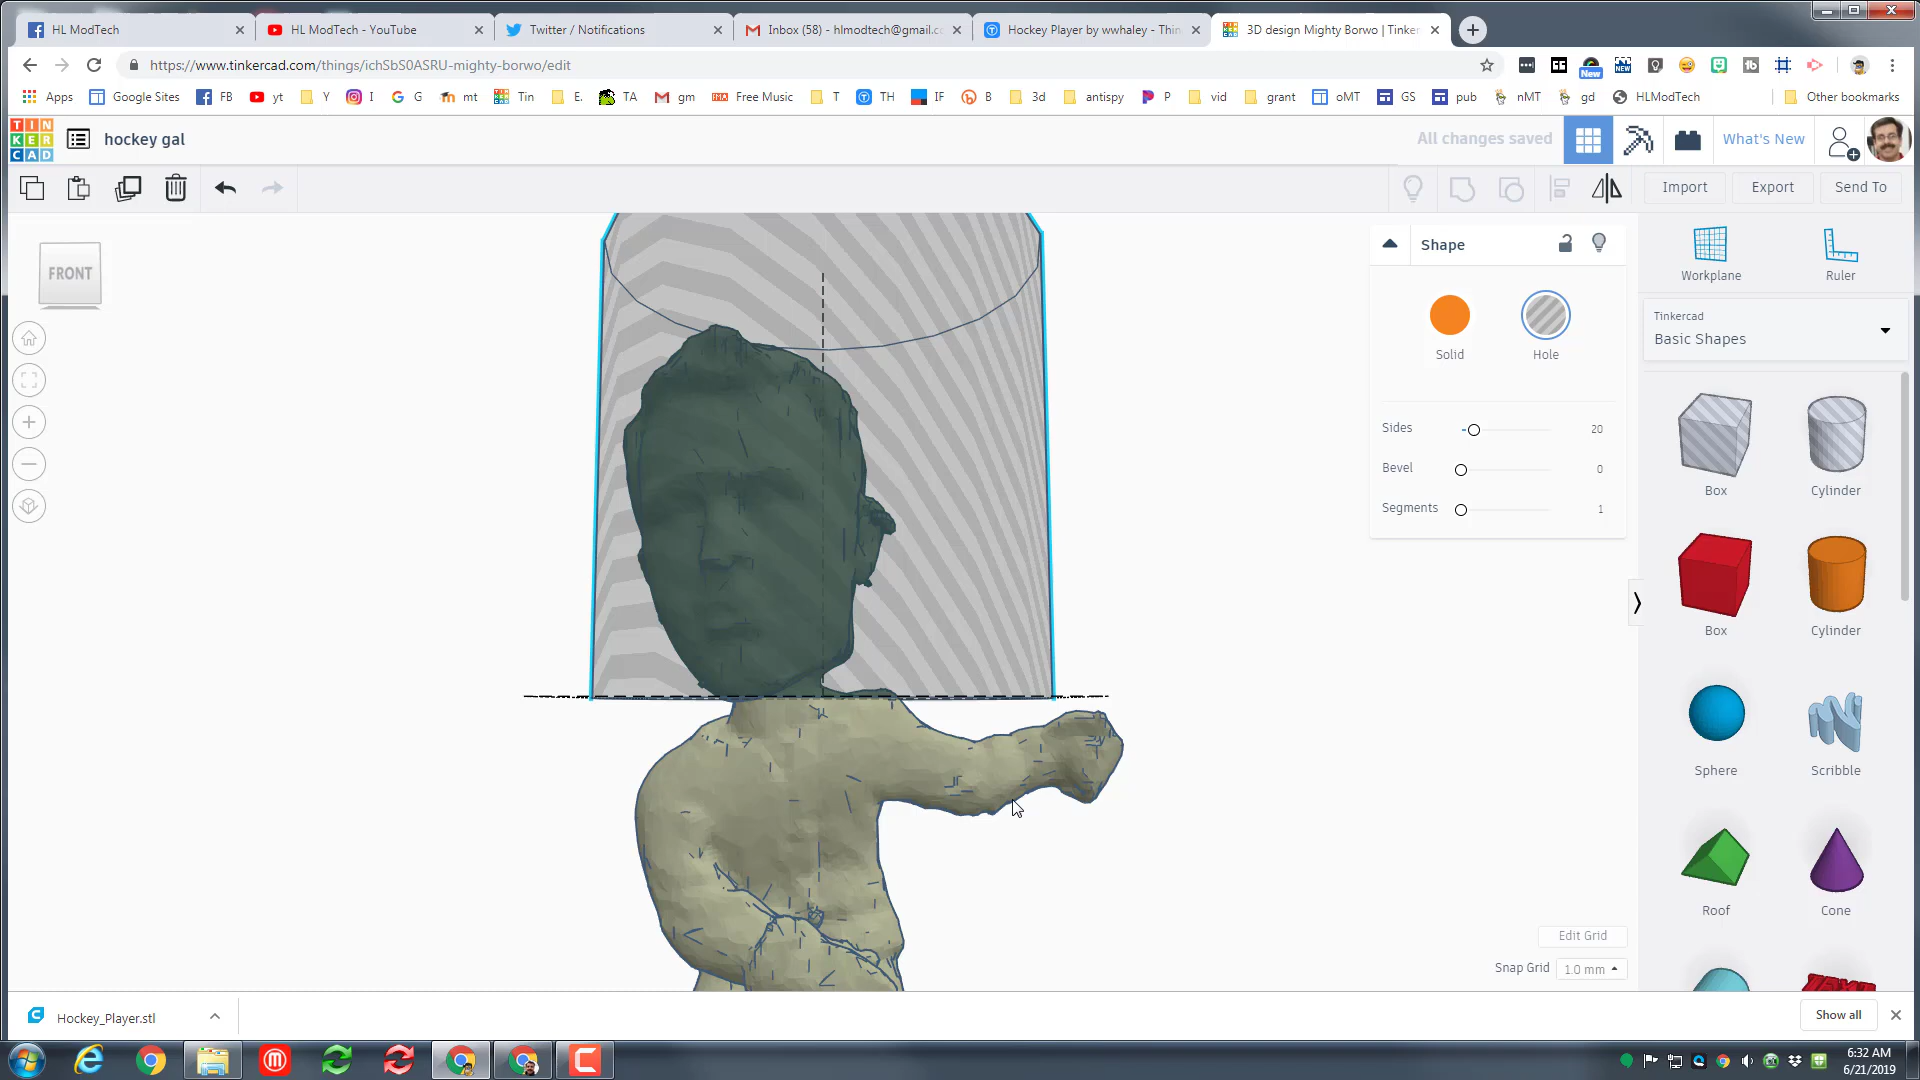 HL ModTech
HL ModTech - YouTube
Twitter / Notifications
Inbox (58) - hlmodtech@gmail.c
Hockey Player by wwhaley - Thin
3D design Mighty Borwo | Tinker
https://www.tinkercad.com/things/ichSbS0ASRU-mighty-borwo/edit
New
NEW
Apps Google Sites FB yt Y I G mt Tin E. TA gm Free Music T TH IF B 3d antispy P vid grant oMT GS pub nMT gd HLModTech Other bookmarks
TIN
KER
CAD
hockey gal
All changes saved
What's New
Import Export Send To
FRONT
Shape
Solid Hole
Sides 20
Bevel 0
Segments 1
Workplane Ruler
Tinkercad
Basic Shapes
Box Cylinder
Box Cylinder
Sphere Scribble
Roof Cone
Edit Grid
Snap Grid 1.0 mm
Hockey_Player.stl
Show all
6:32 AM
6/21/2019